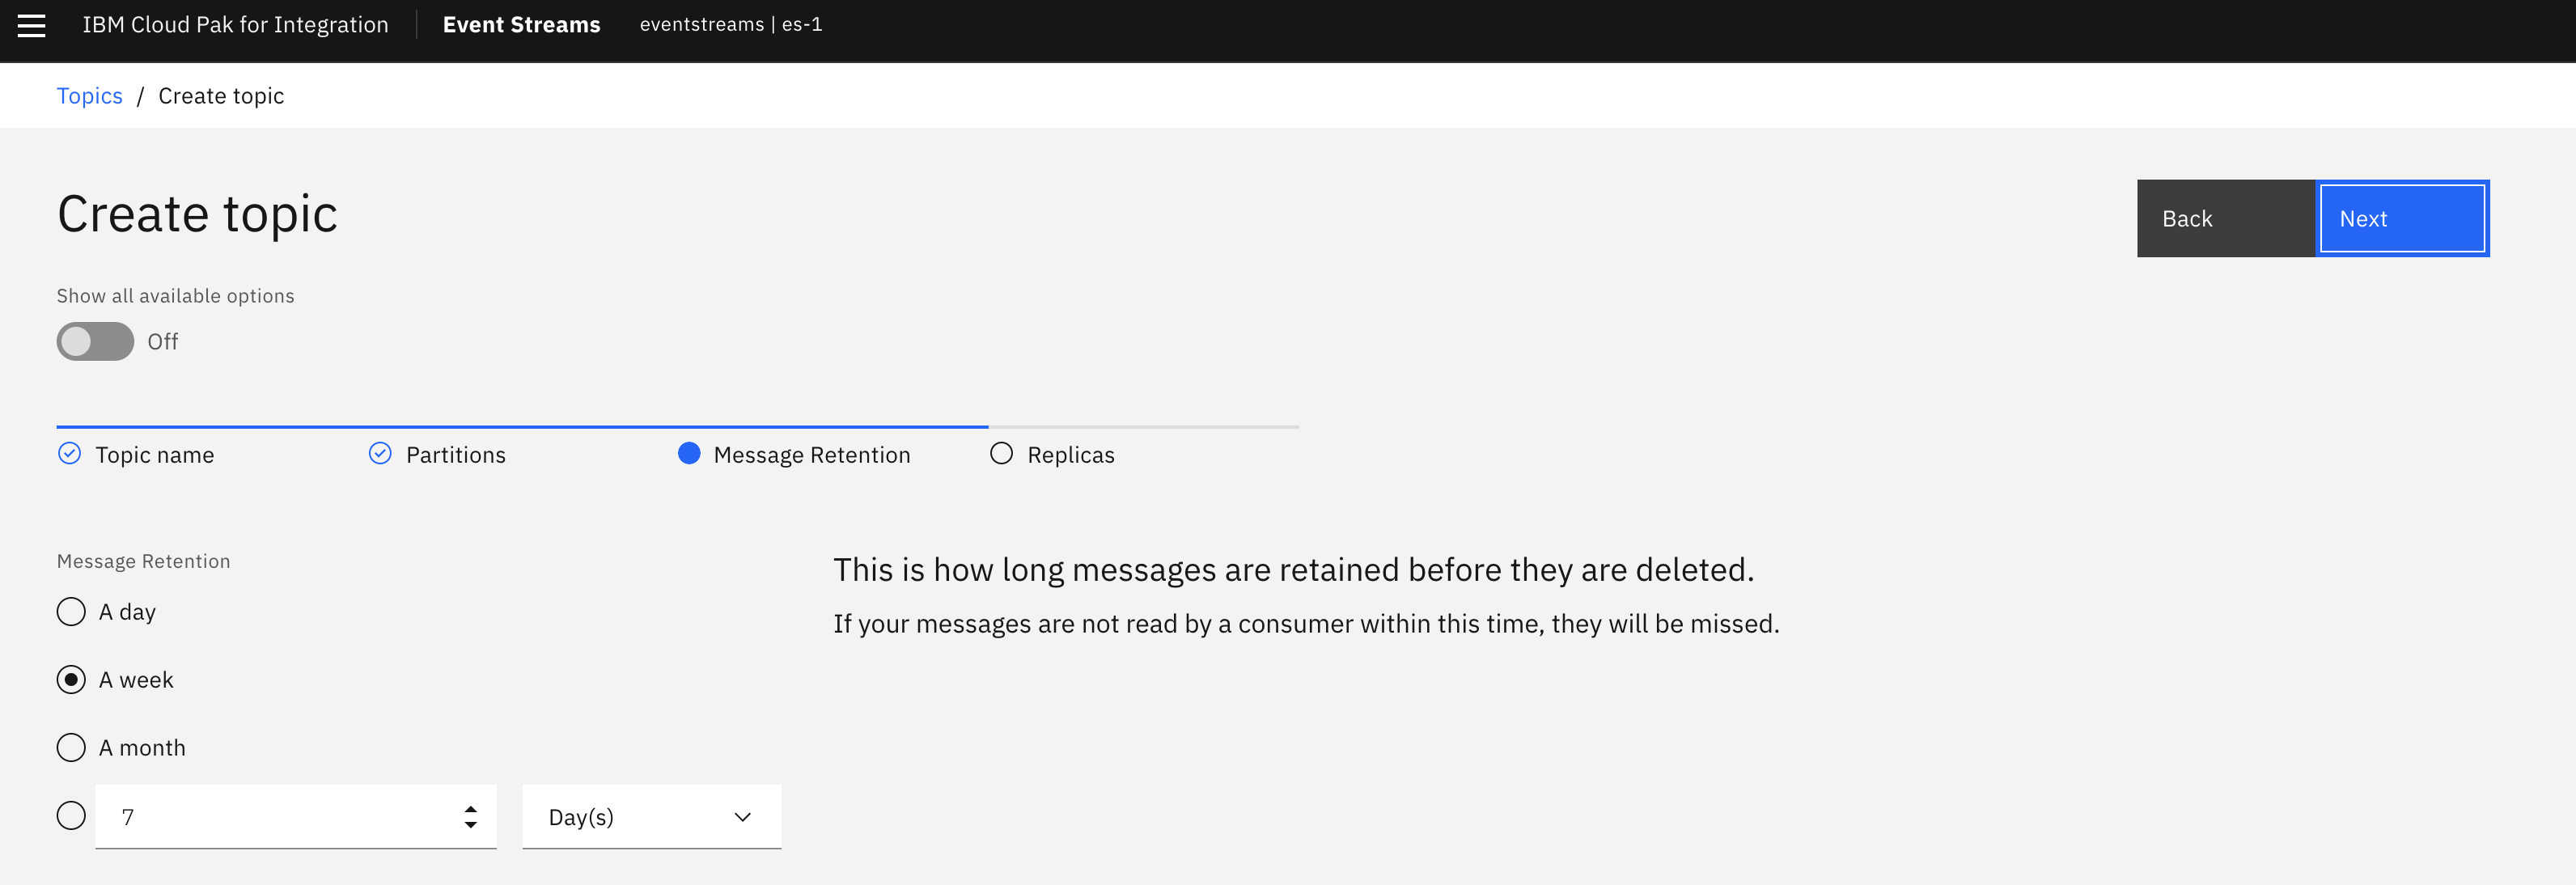 IBM Cloud Pak for Integration Event Streams eventstreams | es-1
Topics / Create topic
Create topic
Back Next
Show all available options
Off
Topic name Partitions Message Retention Replicas
Message Retention
This is how long messages are retained before they are deleted.
A day
If your messages are not read by a consumer within this time, they will be missed.
A week
A month
7 Day(s)